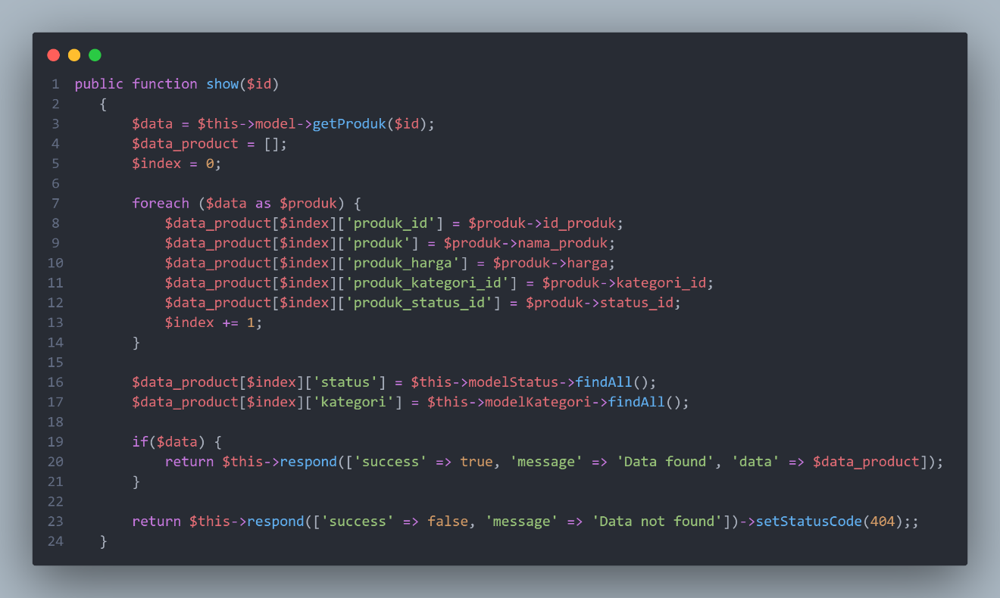 1 public function show($id)
2    {
3        $data = $this->model->getProduk($id);
4        $data_product = [];
5        $index = 0;
6
7        foreach ($data as $produk) {
8            $data_product[$index]['produk_id'] = $produk->id_produk;
9            $data_product[$index]['produk'] = $produk->nama_produk;
10            $data_product[$index]['produk_harga'] = $produk->harga;
11            $data_product[$index]['produk_kategori_id'] = $produk->kategori_id;
12            $data_product[$index]['produk_status_id'] = $produk->status_id;
13            $index += 1;
14        }
15
16        $data_product[$index]['status'] = $this->modelStatus->findAll();
17        $data_product[$index]['kategori'] = $this->modelKategori->findAll();
18
19        if($data) {
20            return $this->respond(['success' => true, 'message' => 'Data found', 'data' => $data_product]);
21        }
22
23        return $this->respond(['success' => false, 'message' => 'Data not found'])->setStatusCode(404);;
24    }